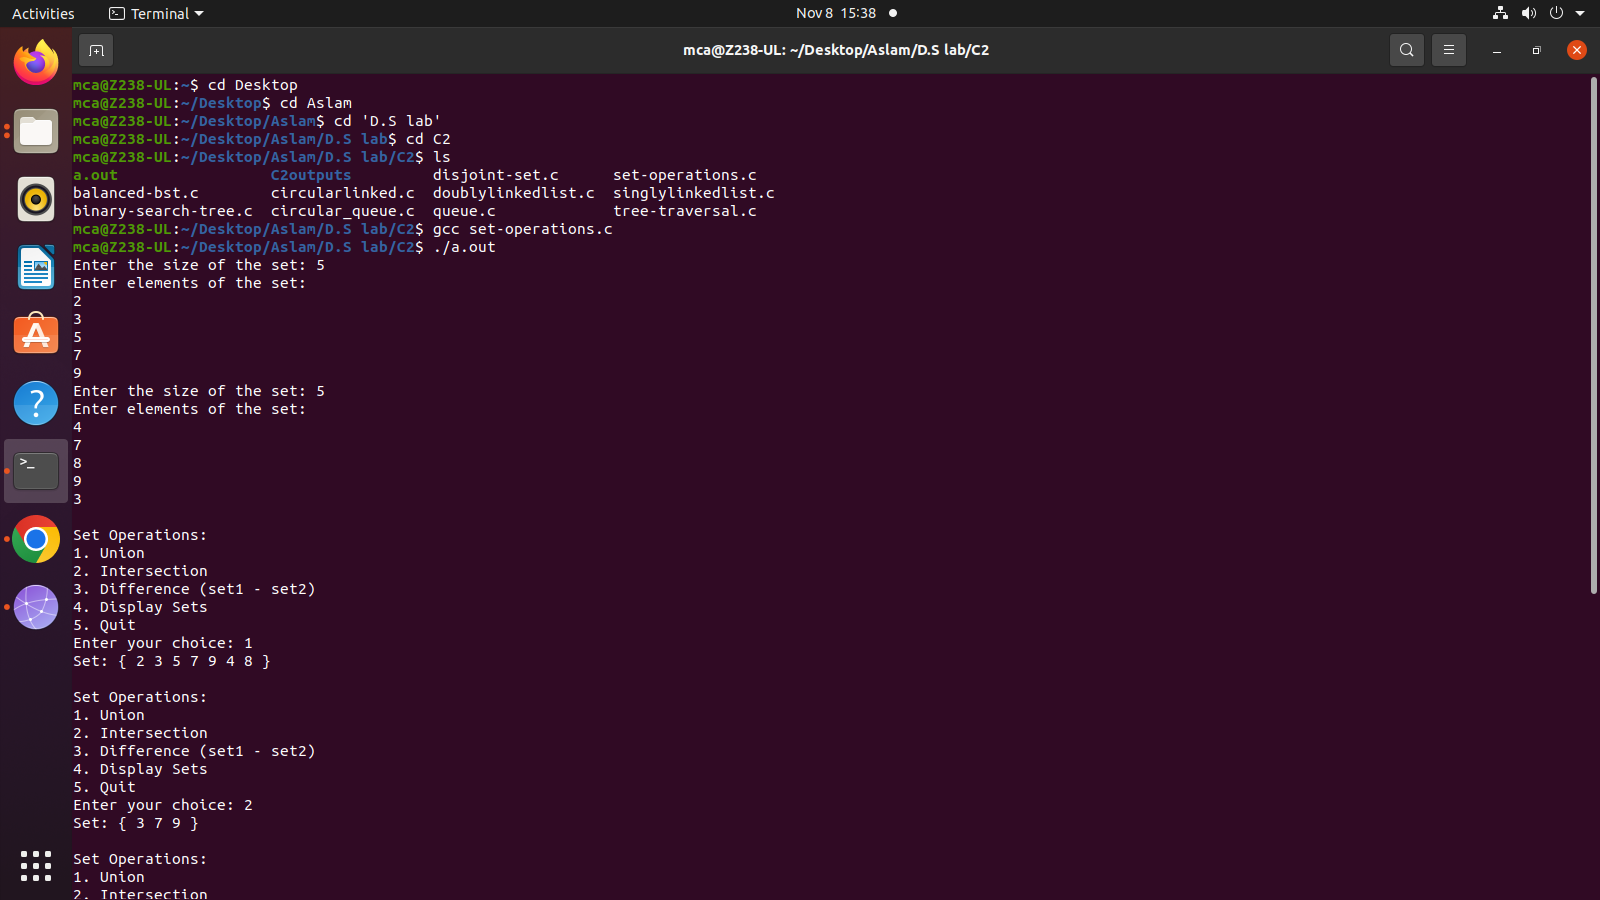 Activities Terminal Nov 8 15:38
mca@Z238-UL: ~/Desktop/Aslam/D.S lab/C2
mca@Z238-UL:~$ cd Desktop
mca@Z238-UL:~/Desktop$ cd Aslam
mca@Z238-UL:~/Desktop/Aslam$ cd 'D.S lab'
mca@Z238-UL:~/Desktop/Aslam/D.S lab$ cd C2
mca@Z238-UL:~/Desktop/Aslam/D.S lab/C2$ ls
a.out C2outputs disjoint-set.c set-operations.c
balanced-bst.c circularlinked.c doublylinkedlist.c singlylinkedlist.c
binary-search-tree.c circular_queue.c queue.c tree-traversal.c
mca@Z238-UL:~/Desktop/Aslam/D.S lab/C2$ gcc set-operations.c
mca@Z238-UL:~/Desktop/Aslam/D.S lab/C2$ ./a.out
Enter the size of the set: 5
Enter elements of the set:
2
3
5
7
9
Enter the size of the set: 5
Enter elements of the set:
4
7
8
9
3
Set Operations:
1. Union
2. Intersection
3. Difference (set1 - set2)
4. Display Sets
5. Quit
Enter your choice: 1
Set: { 2 3 5 7 9 4 8 }
Set Operations:
1. Union
2. Intersection
3. Difference (set1 - set2)
4. Display Sets
5. Quit
Enter your choice: 2
Set: { 3 7 9 }
Set Operations:
1. Union
2. Intersection